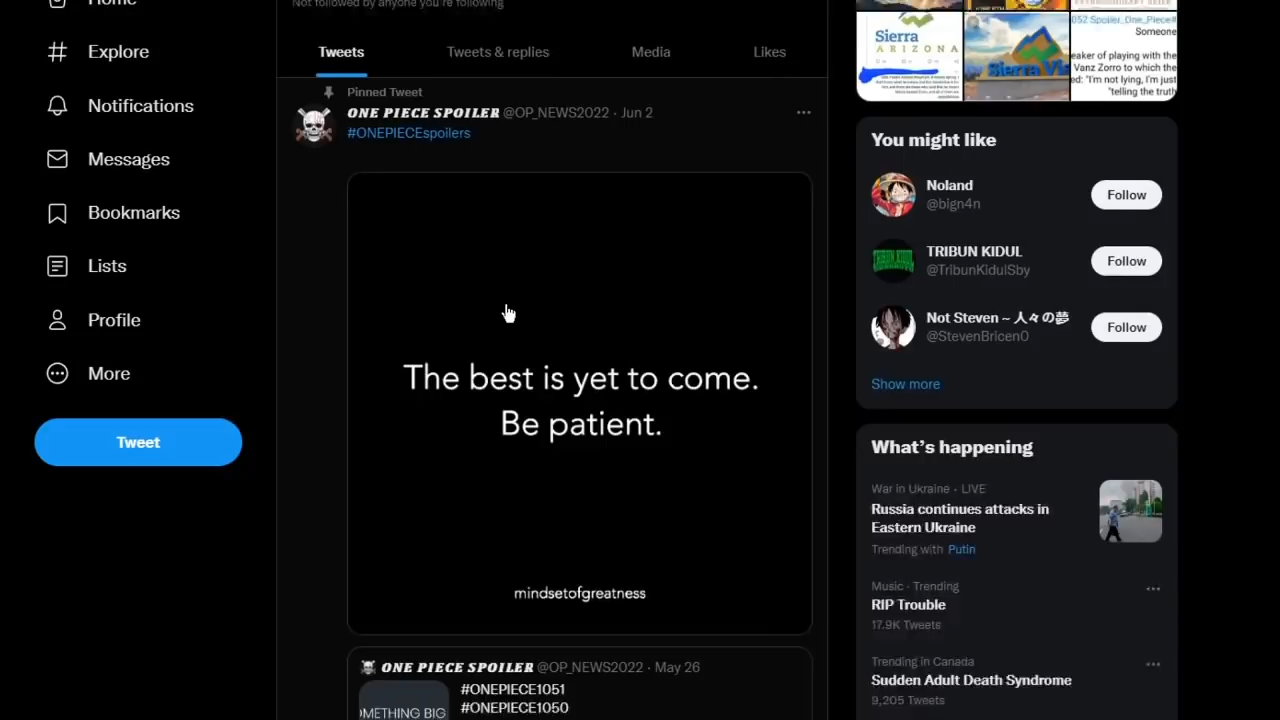 Home
Explore
Notifications
Messages
Bookmarks
Lists
Profile
More
Tweet
Not followed by anyone you're following
Tweets
Tweets & replies
Media
Likes
Pinned Tweet
ONE PIECE SPOILER @OP_NEWS2022 · Jun 2
#ONEPIECEspoilers
The best is yet to come.
Be patient.
mindsetofgreatness
ONE PIECE SPOILER @OP_NEWS2022 · May 26
#ONEPIECE1051
#ONEPIECE1050
OMETHING BIG
Sierra
ARIZONA
Sierra
052 Spoiler_One_Piece#
Someone
eaker of playing with the
Vanz Zorro to which the
ed: "I'm not lying, I'm just
"telling the truth
You might like
Noland
@bign4n
Follow
TRIBUN KIDUL
@TribunKidulSby
Follow
Not Steven ~ 人々の夢
@StevenBricen0
Follow
Show more
What's happening
War in Ukraine · LIVE
Russia continues attacks in
Eastern Ukraine
Trending with Putin
Music · Trending
RIP Trouble
17.9K Tweets
Trending in Canada
Sudden Adult Death Syndrome
9,205 Tweets